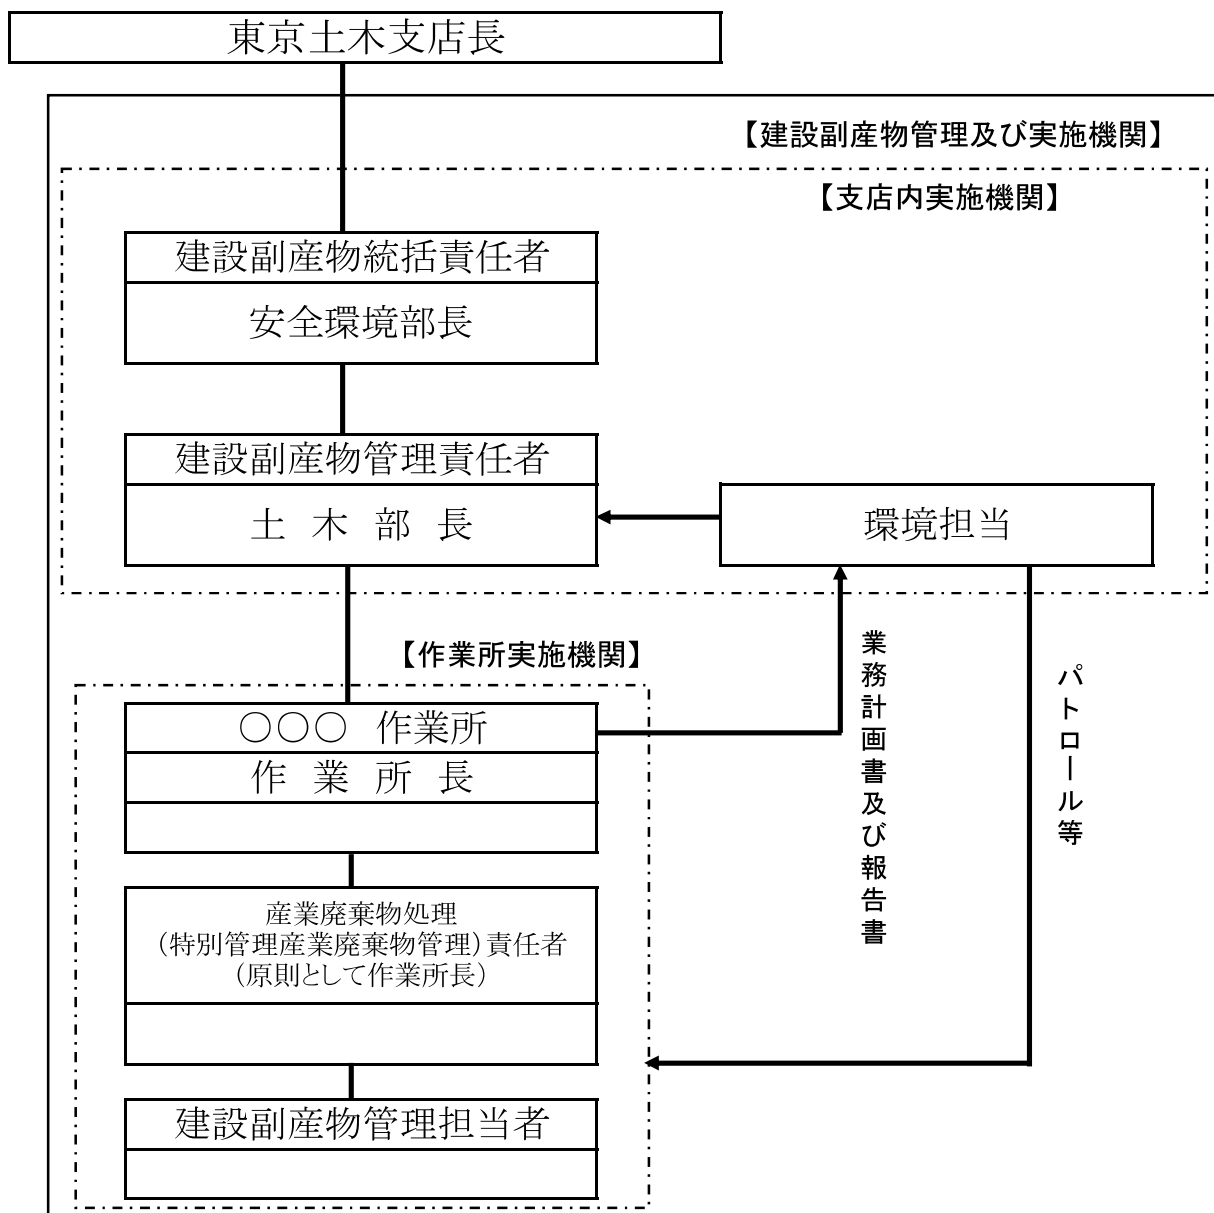 東京土木支店長
【建設副産物管理及び実施機関】
【支店内実施機関】
建設副産物統括責任者
安全環境部長
建設副産物管理責任者
土 木 部 長
環境担当
【作業所実施機関】
業務計画書及び報告書
パトロール等
〇〇〇 作業所
作 業 所 長
産業廃棄物処理
(特別管理産業廃棄物管理)責任者
(原則として作業所長)
建設副産物管理担当者